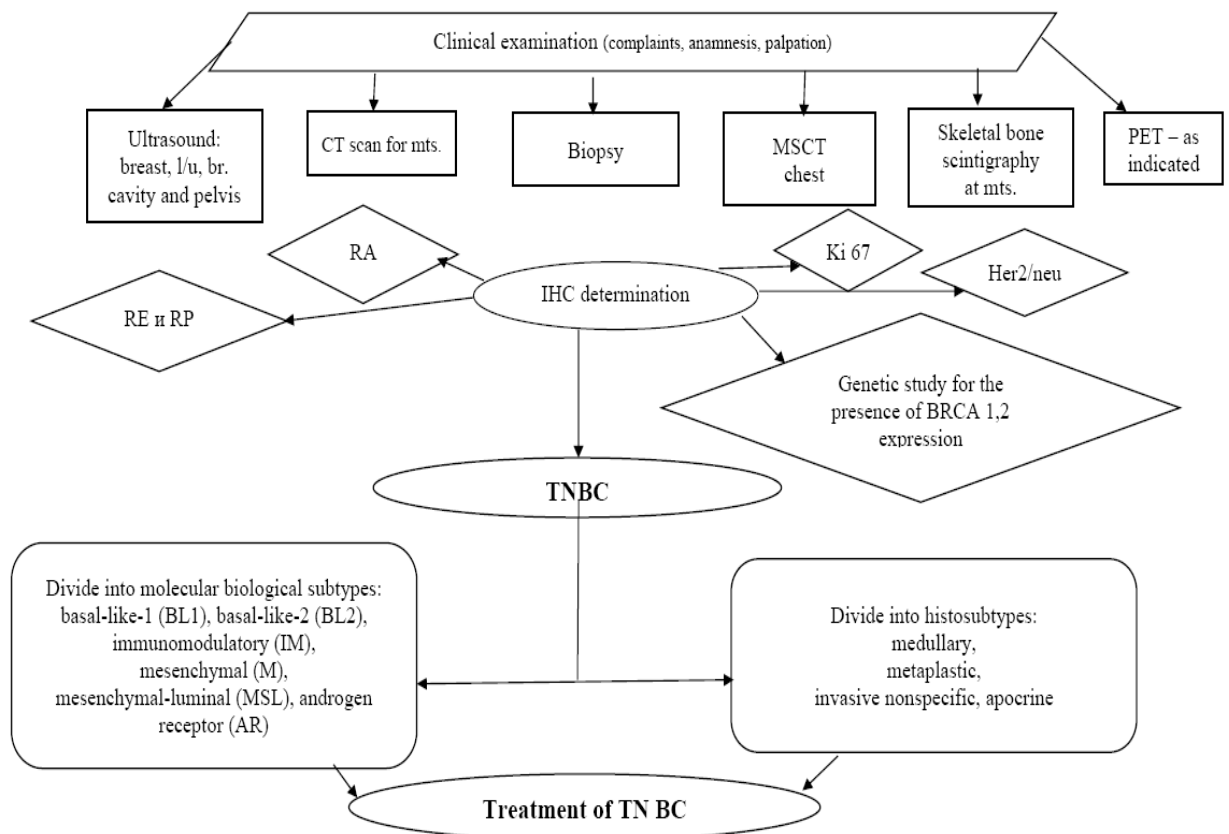 Clinical examination (complaints, anamnesis, palpation)
Ultrasound:
breast, l/u, br.
cavity and pelvis
CT scan for mts.
Biopsy
MSCT
chest
Skeletal bone
scintigraphy
at mts.
PET – as
indicated
RA
Ki 67
IHC determination
Her2/neu
RE и RP
Genetic study for the
presence of BRCA 1,2
expression
TNBC
Divide into molecular biological subtypes:
basal-like-1 (BL1), basal-like-2 (BL2),
immunomodulatory (IM),
mesenchymal (M),
mesenchymal-luminal (MSL), androgen
receptor (AR)
Divide into histosubtypes:
medullary,
metaplastic,
invasive nonspecific, apocrine
Treatment of TN BC